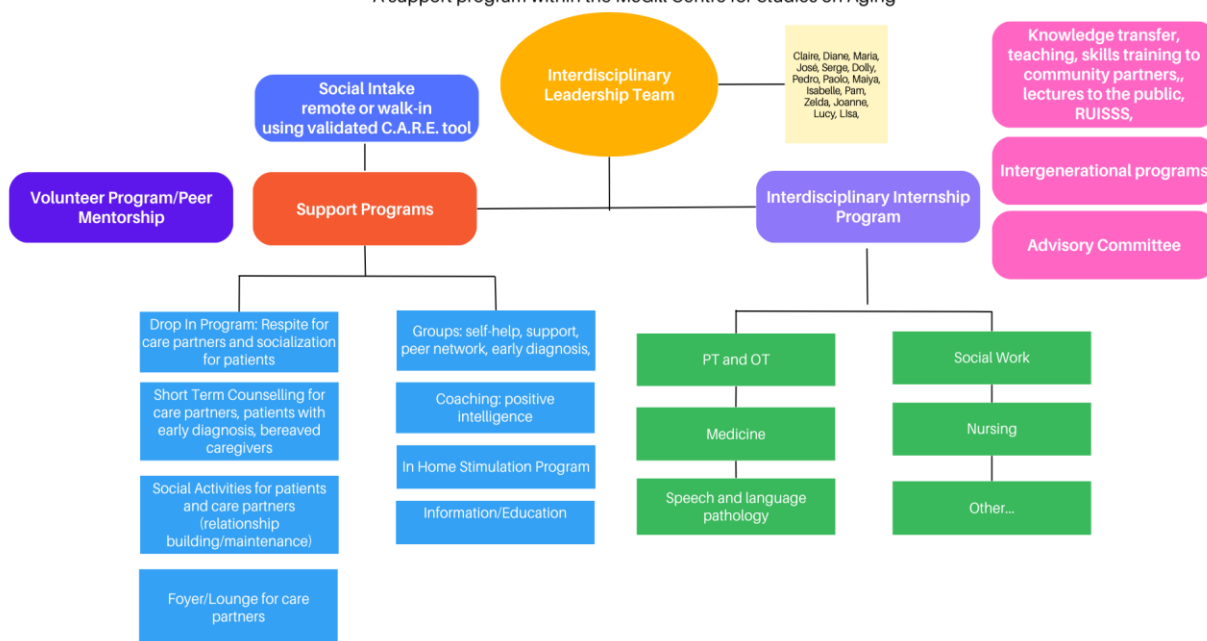 A support program within the McGill Centre for Studies on Aging
Interdisciplinary
Leadership Team
Claire, Diane, Maria,
José, Serge, Dolly,
Pedro, Paolo, Maiya,
Isabelle, Pam,
Zelda, Joanne,
Lucy, LIsa,
Knowledge transfer,
teaching, skills training to
community partners,,
lectures to the public,
RUISSS,
Social Intake
remote or walk-in
using validated C.A.R.E. tool
Intergenerational programs
Volunteer Program/Peer
Mentorship
Support Programs
Interdisciplinary Internship
Program
Advisory Committee
Drop In Program: Respite for
care partners and socialization
for patients
Short Term Counselling for
care partners, patients with
early diagnosis, bereaved
caregivers
Social Activities for patients
and care partners
(relationship
building/maintenance)
Foyer/Lounge for care
partners
Groups: self-help, support,
peer network, early diagnosis,
Coaching: positive
intelligence
In Home Stimulation Program
Information/Education
PT and OT
Medicine
Speech and language
pathology
Social Work
Nursing
Other...